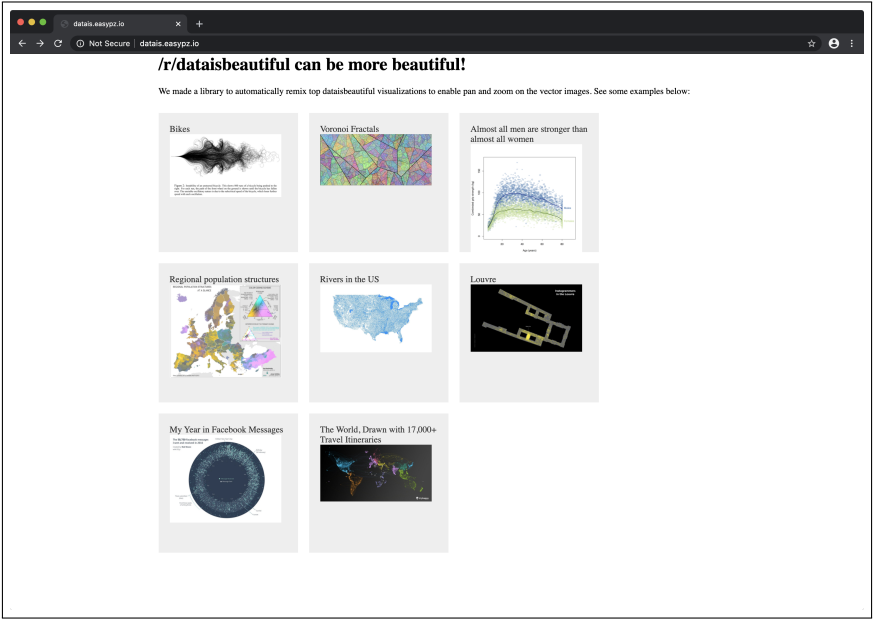 datais.easypz.io
Not Secure | datais.easypz.io
/r/dataisbeautiful can be more beautiful!
We made a library to automatically remix top dataisbeautiful visualizations to enable pan and zoom on the vector images. See some examples below:
Bikes
Voronoi Fractals
Almost all men are stronger than
almost all women
Regional population structures
Rivers in the US
Louvre
My Year in Facebook Messages
The World, Drawn with 17,000+
Travel Itineraries